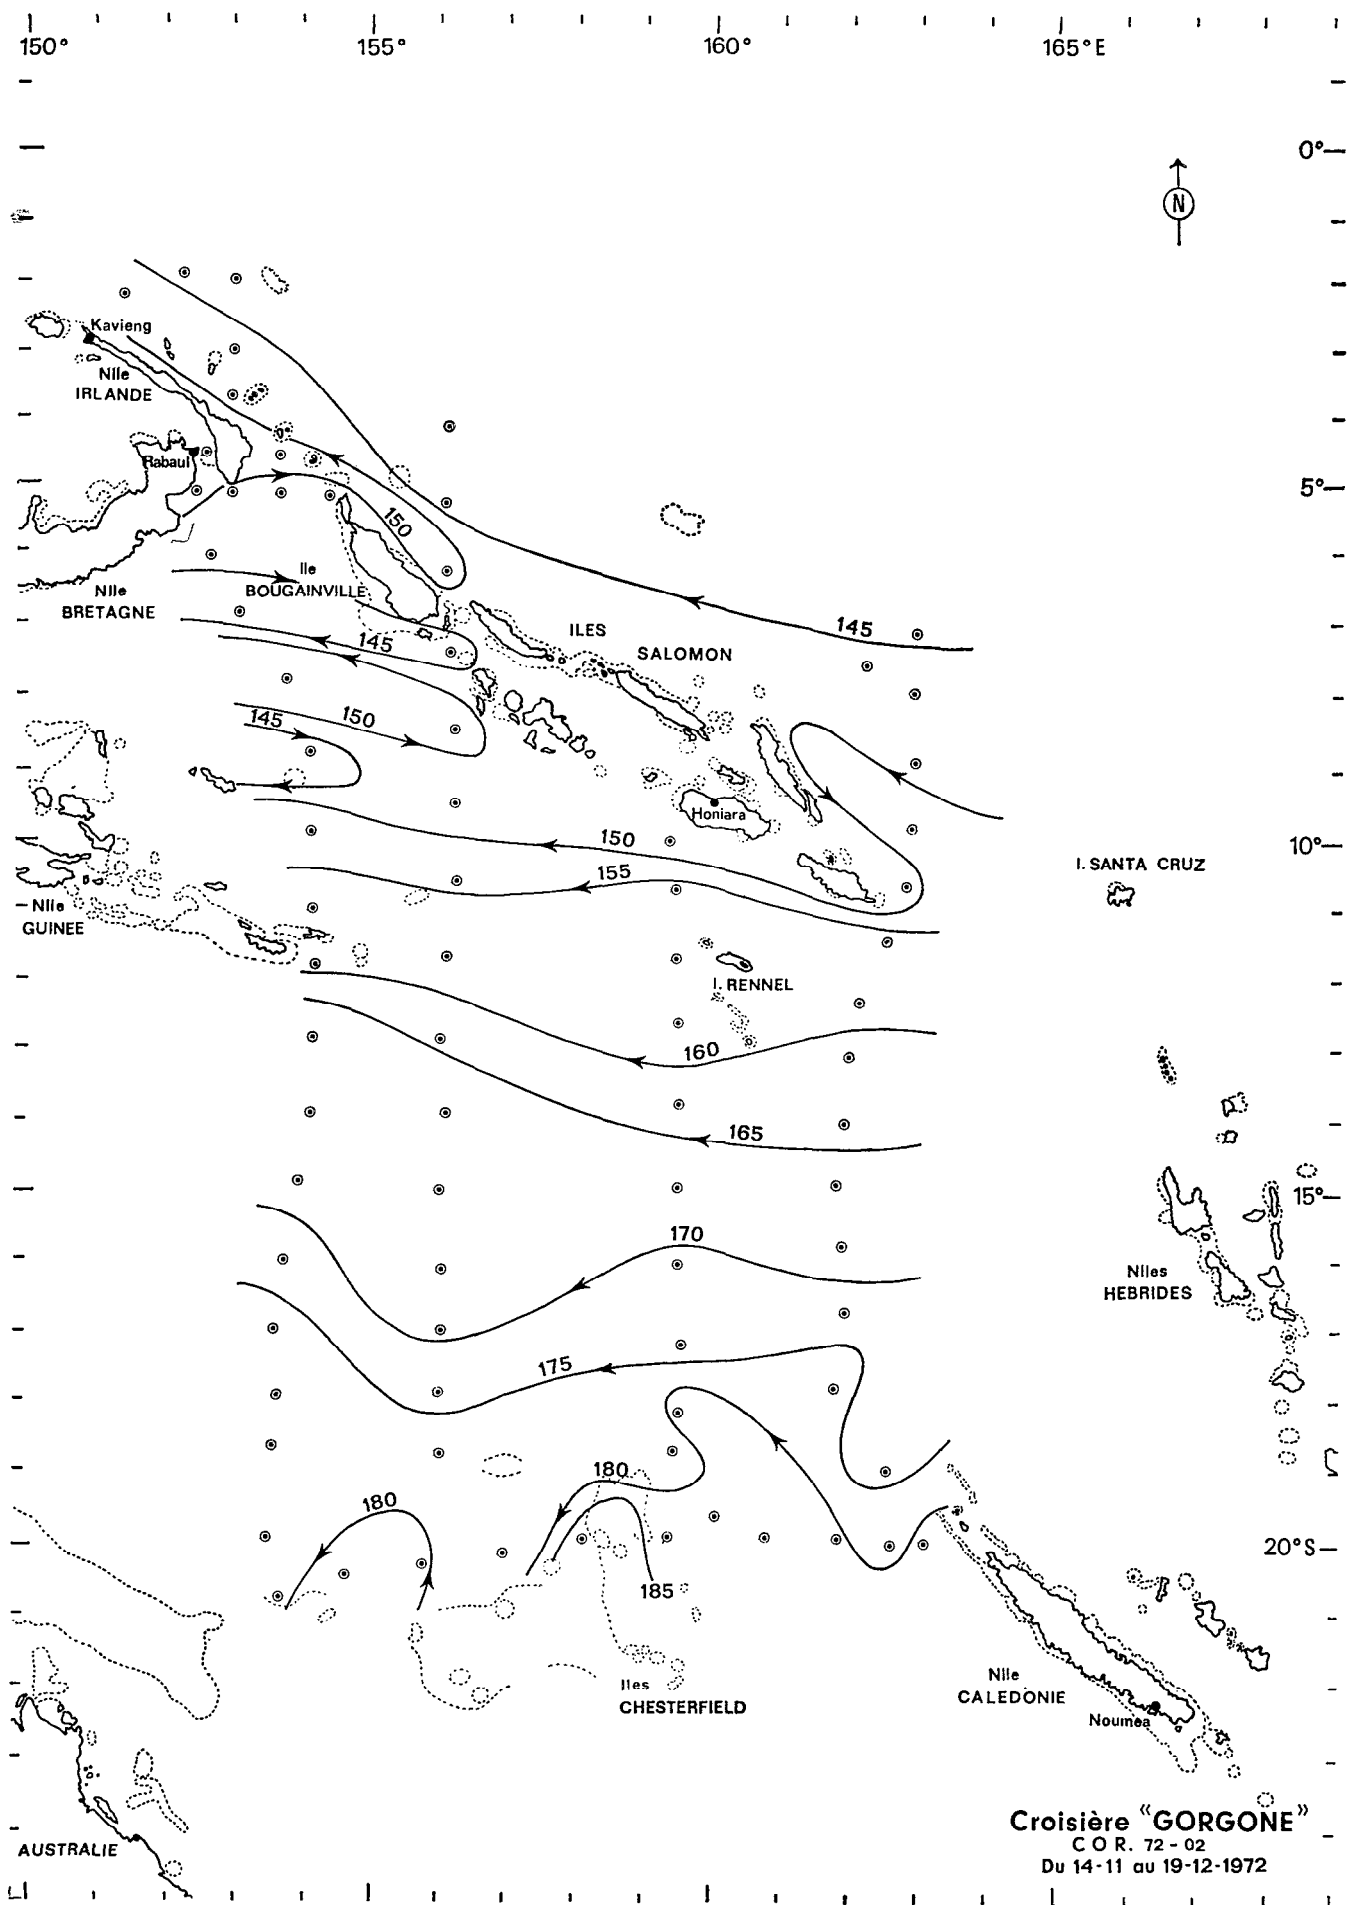 150° 155° 160° 165°E
0°
N
Kavieng
Nlle
IRLANDE
Rabaul
5°
150
Ile
BOUGAINVILLE
Nlle
BRETAGNE
145
ILES
SALOMON
145
150
145
Honiara
150
10°
I. SANTA CRUZ
155
Nlle
GUINEE
I. RENNEL
160
165
15°
170
Nlles
HEBRIDES
175
180
180
20°S
185
Iles
CHESTERFIELD
Nlle
CALEDONIE
Noumea
Croisière "GORGONE"
COR. 72-02
Du 14-11 au 19-12-1972
AUSTRALIE